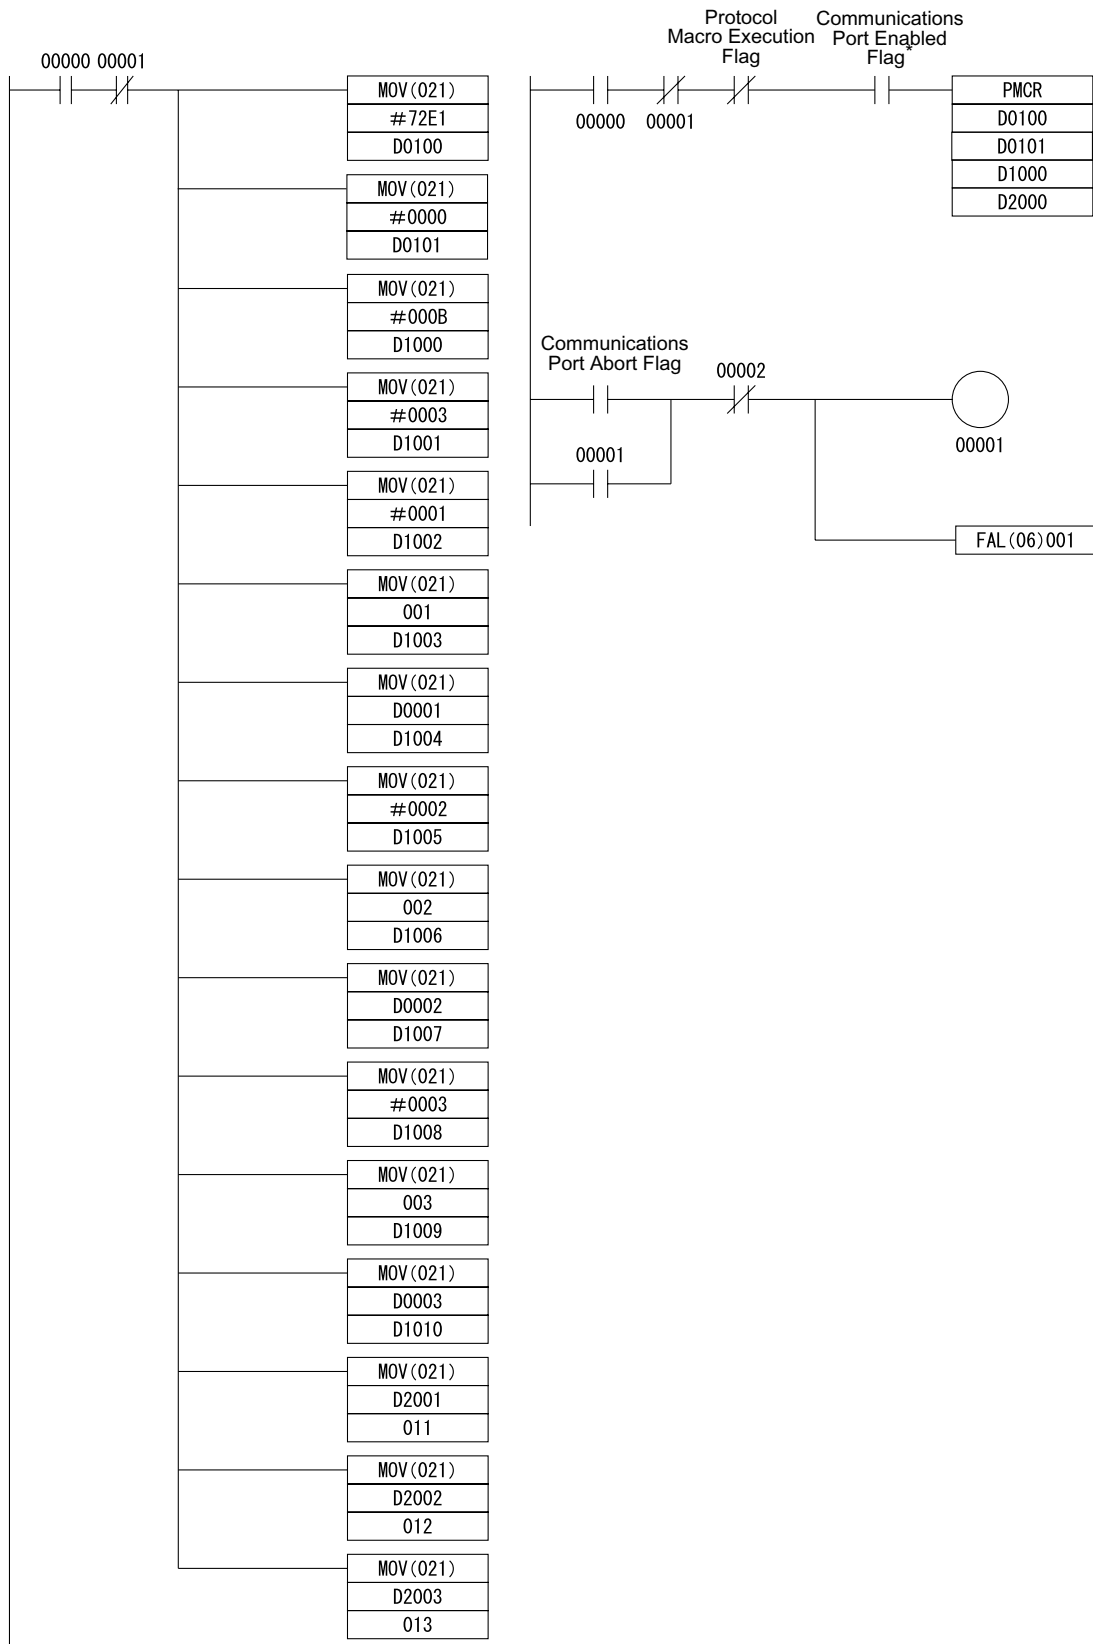 00000 00001
MOV(021)
#72E1
D0100
MOV(021)
#0000
D0101
MOV(021)
#000B
D1000
MOV(021)
#0003
D1001
MOV(021)
#0001
D1002
MOV(021)
001
D1003
MOV(021)
D0001
D1004
MOV(021)
#0002
D1005
MOV(021)
002
D1006
MOV(021)
D0002
D1007
MOV(021)
#0003
D1008
MOV(021)
003
D1009
MOV(021)
D0003
D1010
MOV(021)
D2001
011
MOV(021)
D2002
012
MOV(021)
D2003
013
Protocol
Macro Execution
Flag
Communications
Port Enabled
Flag*
00000 00001
PMCR
D0100
D0101
D1000
D2000
Communications
Port Abort Flag
00002
00001
00001
FAL(06)001